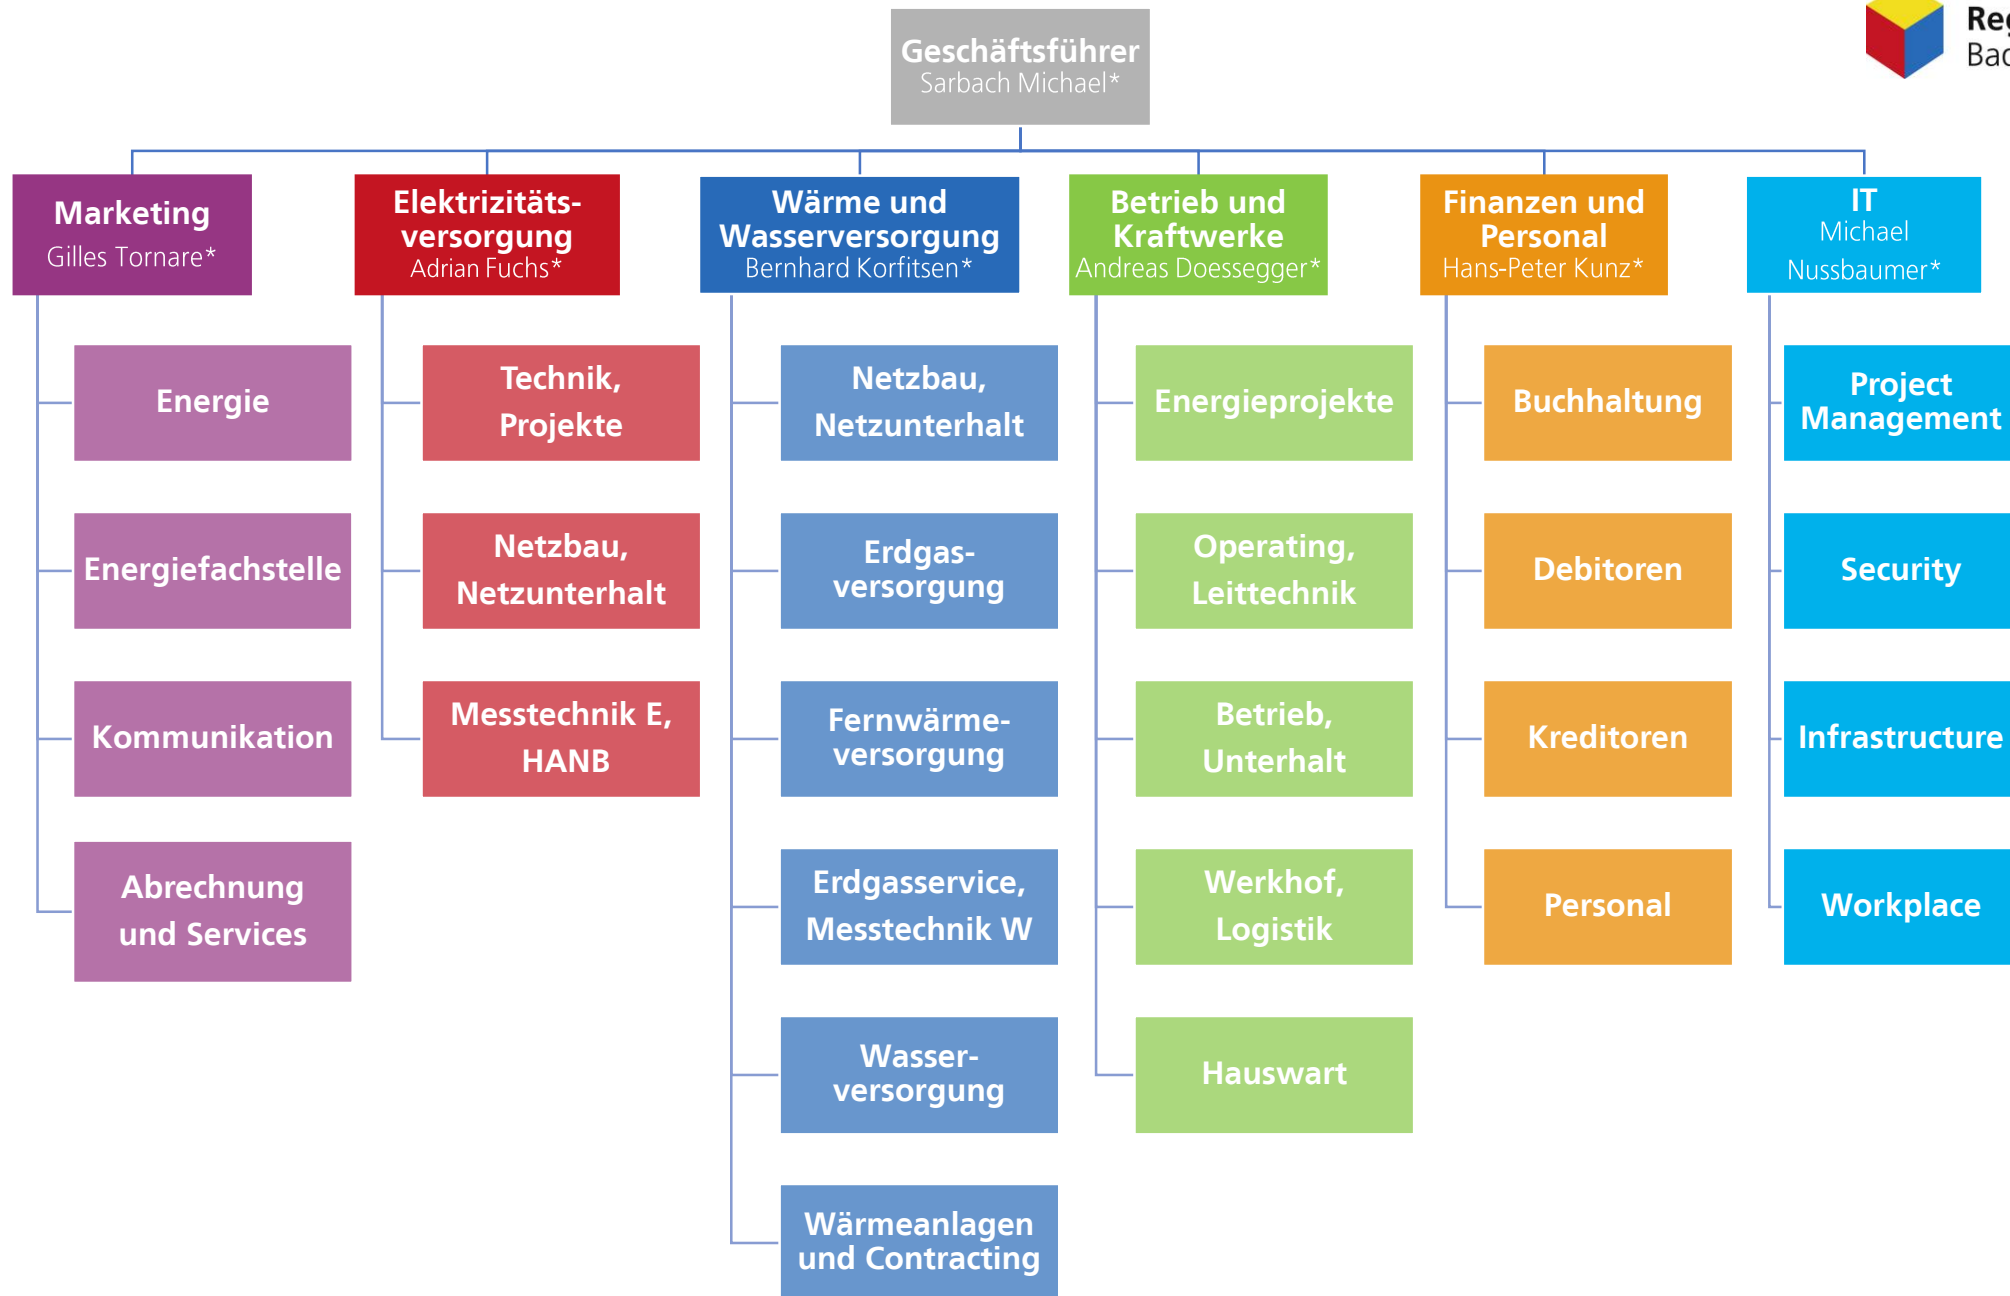 Geschäftsführer
Sarbach Michael*
Marketing
Gilles Tornare*
Energie
Energiefachstelle
Kommunikation
Abrechnung
und Services
Elektrizitäts-
versorgung
Adrian Fuchs*
Technik,
Projekte
Netzbau,
Netzunterhalt
Messtechnik E,
HANB
Wärme und
Wasserversorgung
Bernhard Korfitsen*
Netzbau,
Netzunterhalt
Erdgas-
versorgung
Fernwärme-
versorgung
Erdgasservice,
Messtechnik W
Wasser-
versorgung
Wärmeanlagen
und Contracting
Betrieb und
Kraftwerke
Andreas Doessegger*
Energieprojekte
Operating,
Leittechnik
Betrieb,
Unterhalt
Werkhof,
Logistik
Hauswart
Finanzen und
Personal
Hans-Peter Kunz*
Buchhaltung
Debitoren
Kreditoren
Personal
IT
Michael
Nussbaumer*
Project
Management
Security
Infrastructure
Workplace